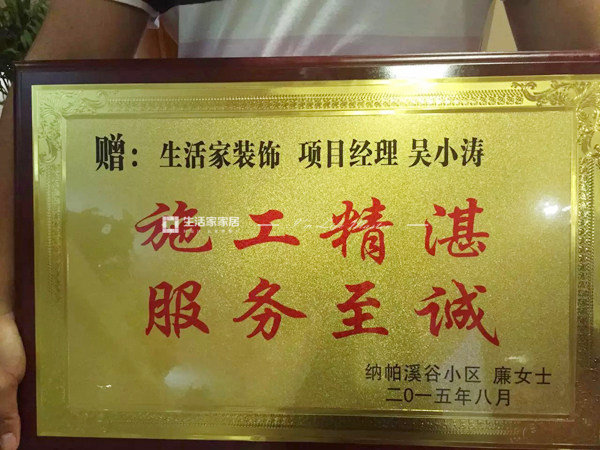 赠：生活家装饰 项目经理 吴小涛
生活家家居
施工精湛
服务至诚
纳帕溪谷小区 廉女士
二〇一五年八月